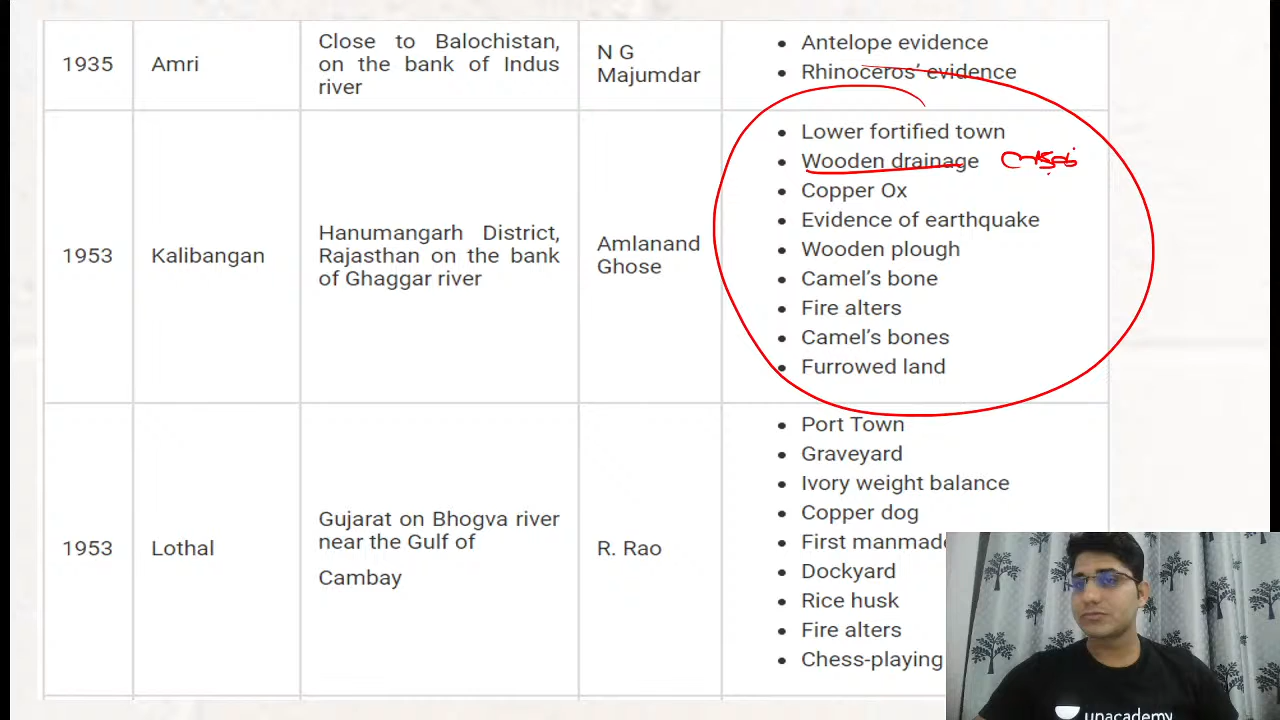 1935
Amri
Close to Balochistan,
on the bank of Indus
river
N G
Majumdar
Antelope evidence
Rhinoceros’ evidence
1953
Kalibangan
Hanumangarh District,
Rajasthan on the bank
of Ghaggar river
Amlanand
Ghose
Lower fortified town
Wooden drainage
Copper Ox
Evidence of earthquake
Wooden plough
Camel’s bone
Fire alters
Camel’s bones
Furrowed land
1953
Lothal
Gujarat on Bhogva river
near the Gulf of
Cambay
R. Rao
Port Town
Graveyard
Ivory weight balance
Copper dog
First manmade
Dockyard
Rice husk
Fire alters
Chess-playing
unacademy